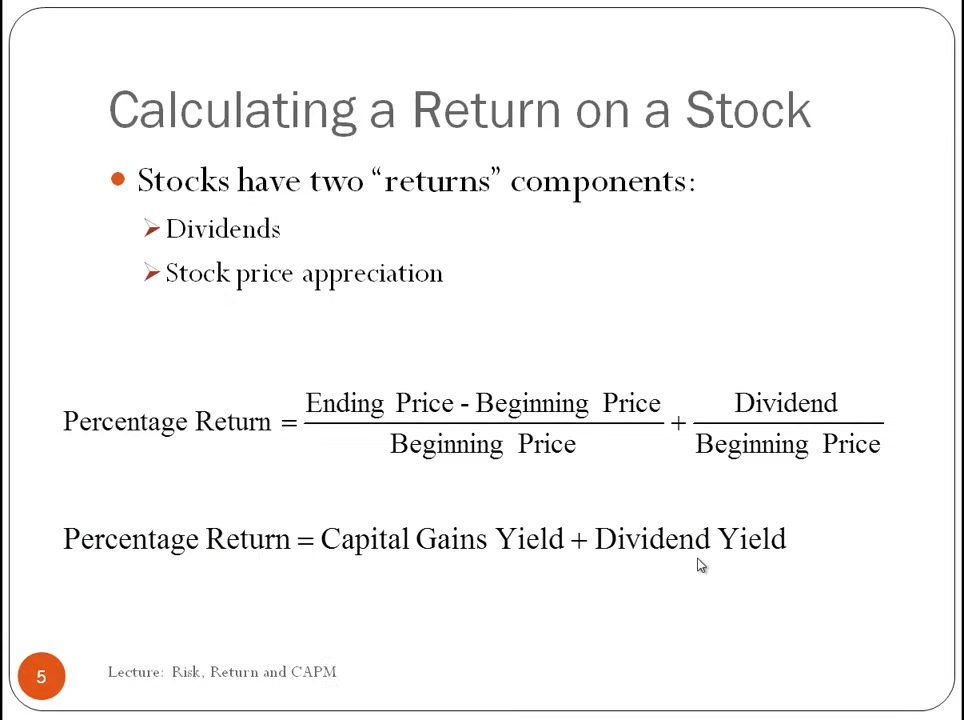 Calculating a Return on a Stock
Stocks have two “returns” components:
Dividends
Stock price appreciation
Percentage Return = Ending Price - Beginning Price / Beginning Price + Dividend / Beginning Price
Percentage Return = Capital Gains Yield + Dividend Yield
5
Lecture: Risk, Return and CAPM